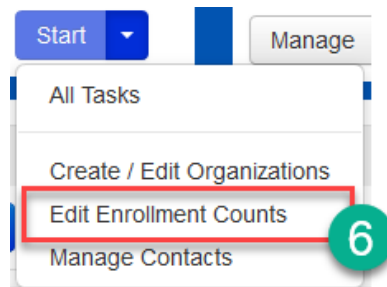 Start
Manage
All Tasks
Create / Edit Organizations
Edit Enrollment Counts
6
Manage Contacts